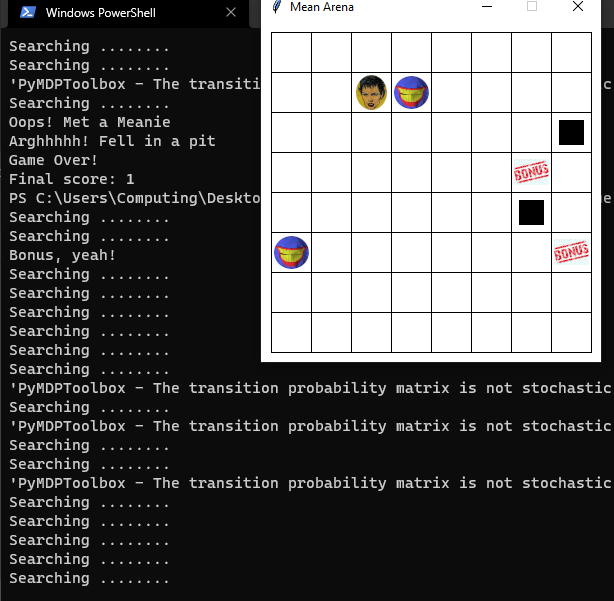 Windows PowerShell
Mean Arena
Searching ........
Searching ........
'PyMDPToolbox - The transiti
c
Searching ........
Oops! Met a Meanie
Arghhhhh! Fell in a pit
Game Over!
Final score: 1
PS C:\Users\Computing\Deskto
Searching ........
Searching ........
Bonus, yeah!
Searching ........
Searching ........
Searching ........
Searching ........
Searching ........
Searching ........
'PyMDPToolbox - The transition probability matrix is not stochastic
Searching ........
'PyMDPToolbox - The transition probability matrix is not stochastic
Searching ........
Searching ........
'PyMDPToolbox - The transition probability matrix is not stochastic
Searching ........
Searching ........
Searching ........
Searching ........
Searching ........
BONUS
BONUS